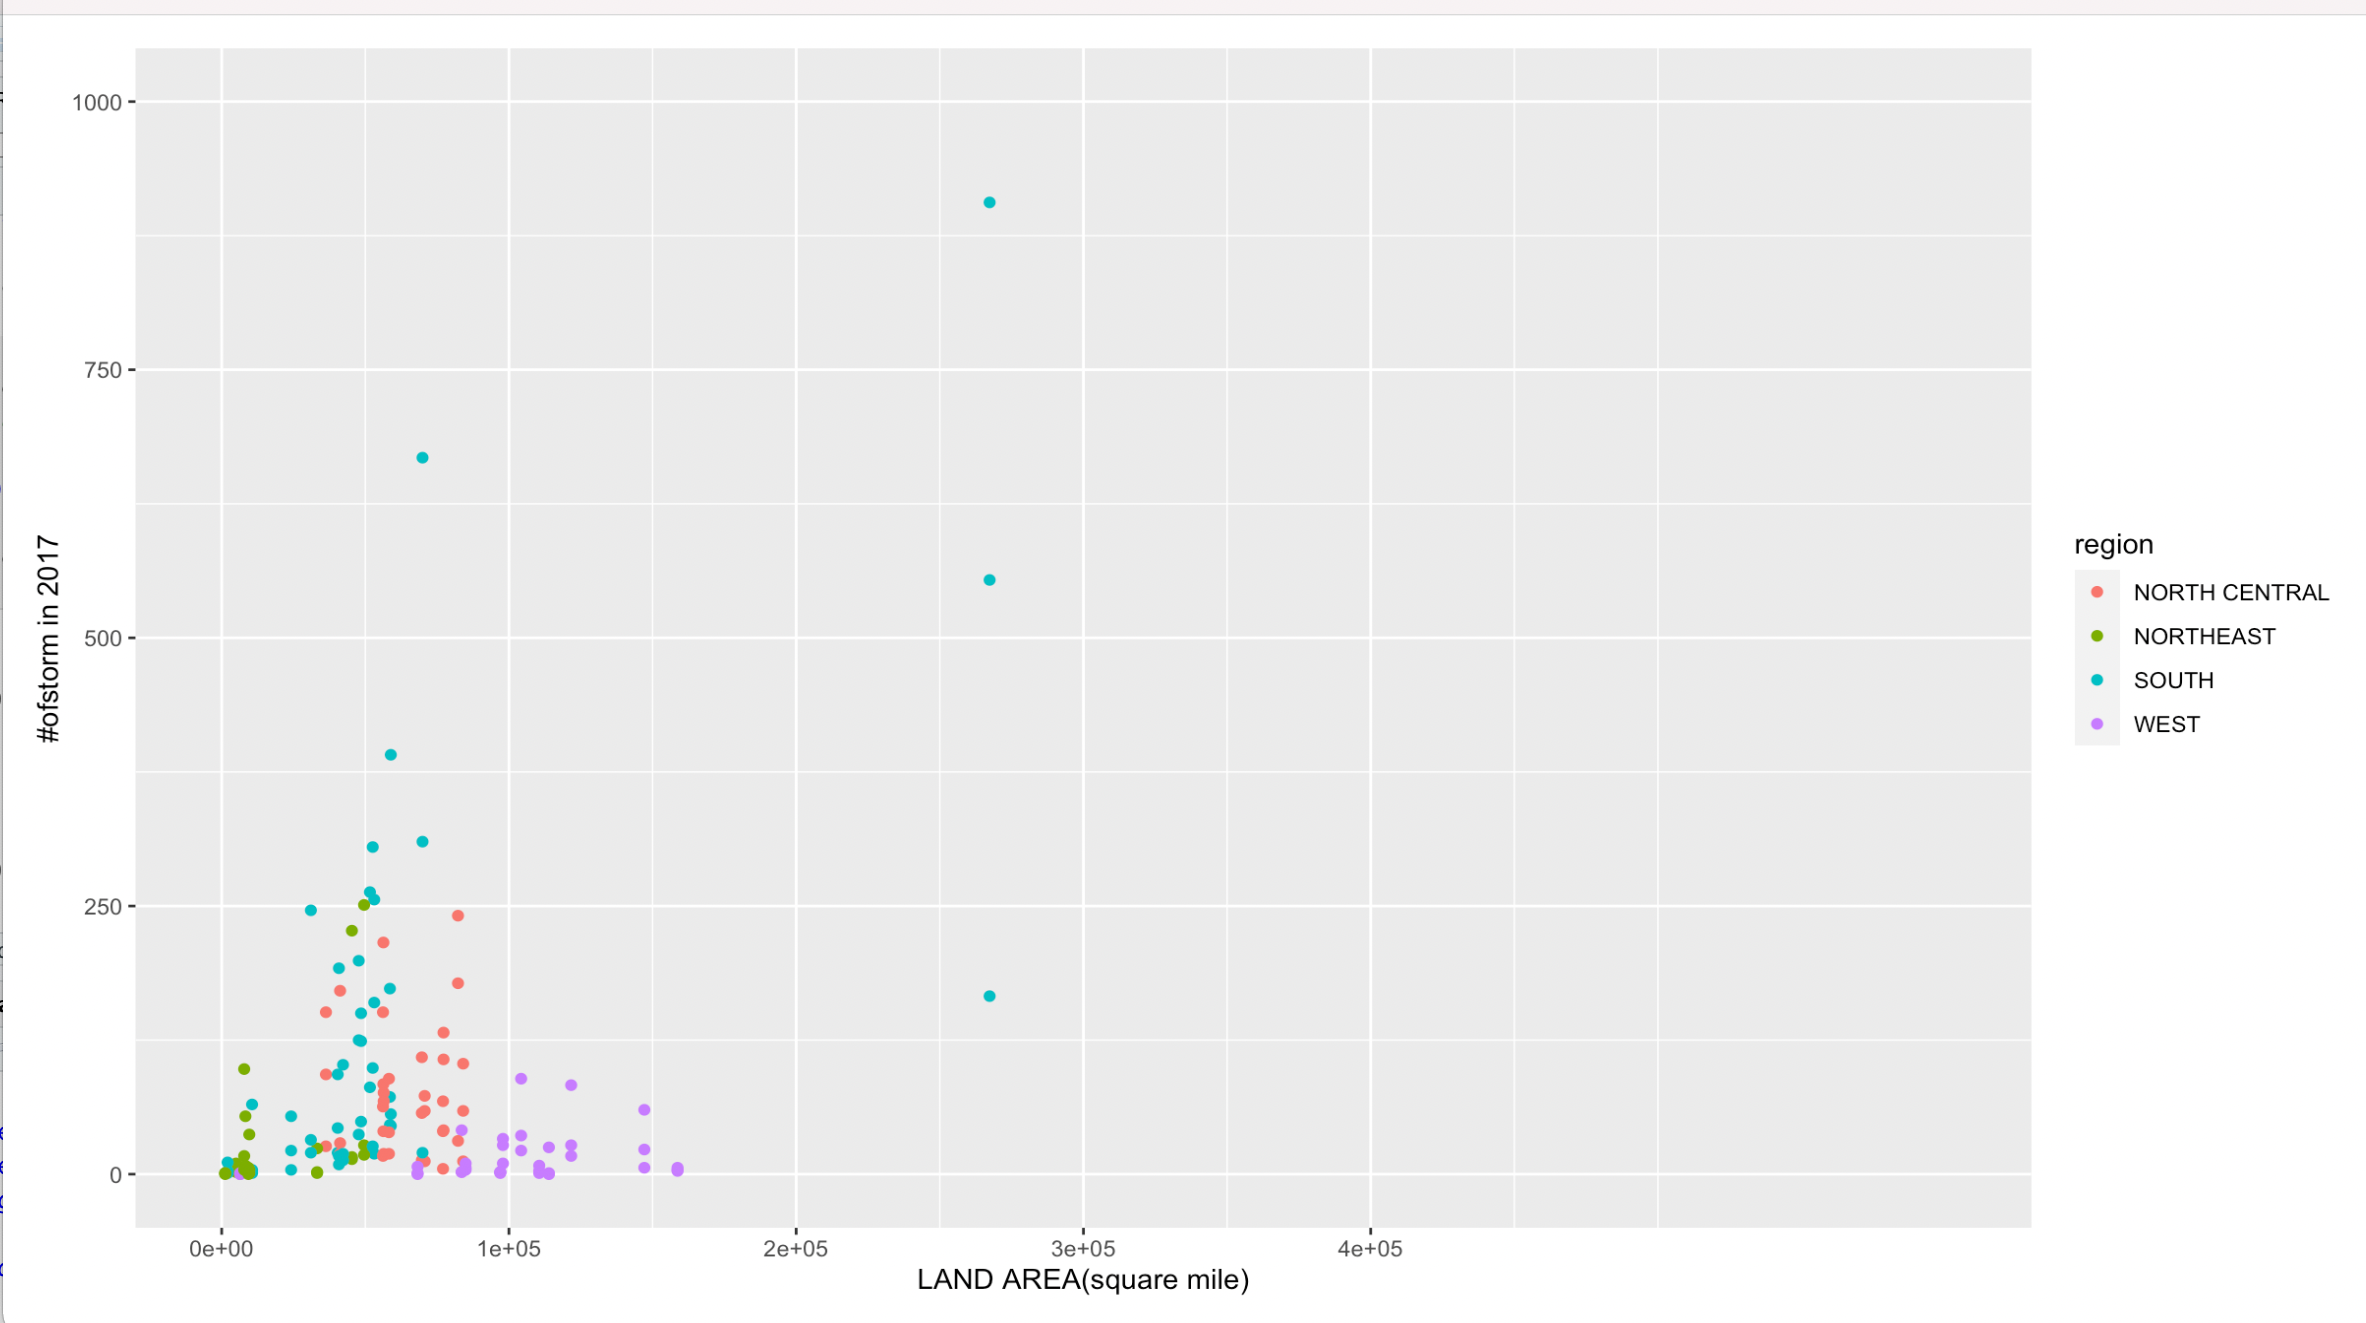 1000
750
500
250
0
#ofstorm in 2017
0e+00 1e+05 2e+05 3e+05 4e+05
LAND AREA(square mile)
region
NORTH CENTRAL
NORTHEAST
SOUTH
WEST